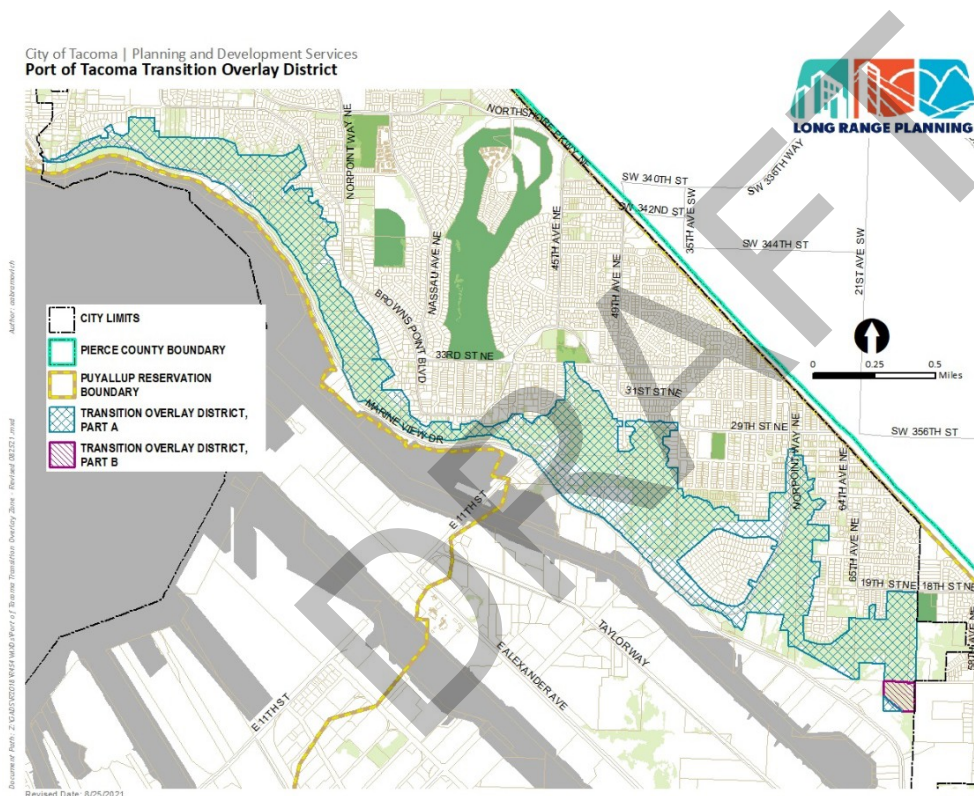 City of Tacoma | Planning and Development Services
Port of Tacoma Transition Overlay District
LONG RANGE PLANNING
NORTHSHORE PKWY NE
NORPOINT WAY NE
NASSAU AVE NE
BROWNS POINT BLVD
45TH AVE NE
49TH AVE NE
SW 340TH ST
SW 342ND ST
35TH AVE SW
SW 336TH WAY
SW 344TH ST
21ST AVE SW
CITY LIMITS
PIERCE COUNTY BOUNDARY
PUYALLUP RESERVATION
BOUNDARY
TRANSITION OVERLAY DISTRICT,
PART A
TRANSITION OVERLAY DISTRICT,
PART B
0 0.25 0.5
Miles
33RD ST NE
31ST ST NE
29TH ST NE
SW 356TH ST
MARINE VIEW DR
NORPOINT WAY NE
64TH AVE NE
65TH AVE NE
E 11TH ST
19TH ST NE
18TH ST NE
58TH AVE NE
TAYLOR WAY
E ALEXANDER AVE
E 11TH ST
DRAFT
Revised Date: 8/25/2021